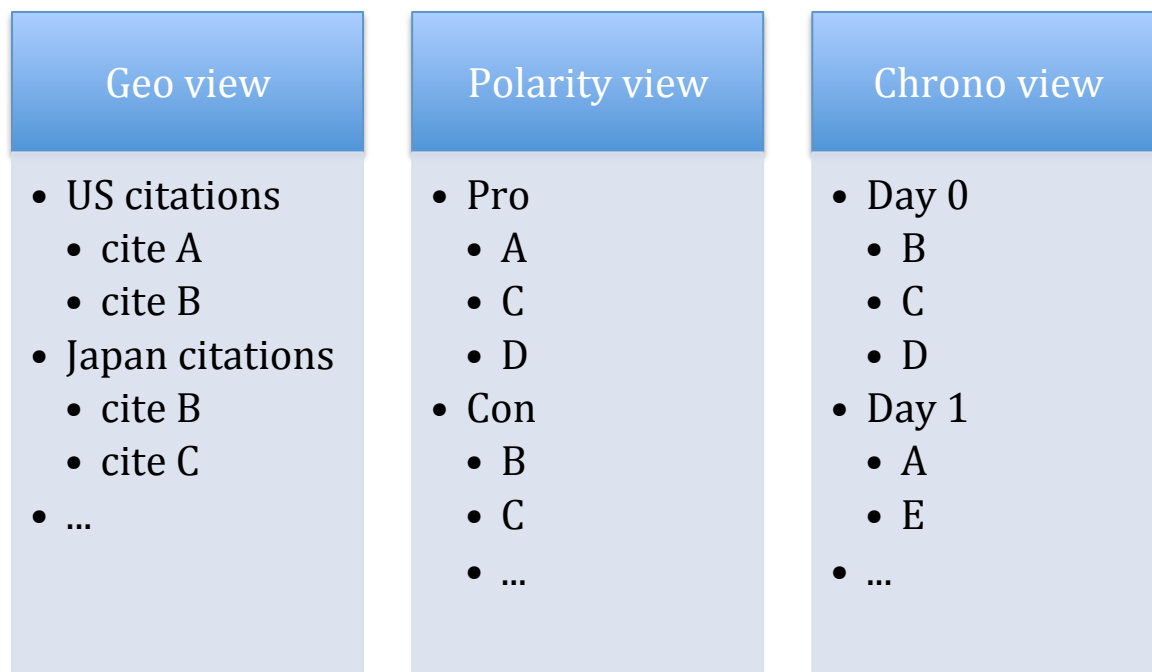 Geo view
• US citations
• cite A
• cite B
• Japan citations
• cite B
• cite C
• ...
Polarity view
• Pro
• A
• C
• D
• Con
• B
• C
• ...
Chrono view
• Day 0
• B
• C
• D
• Day 1
• A
• E
• ...